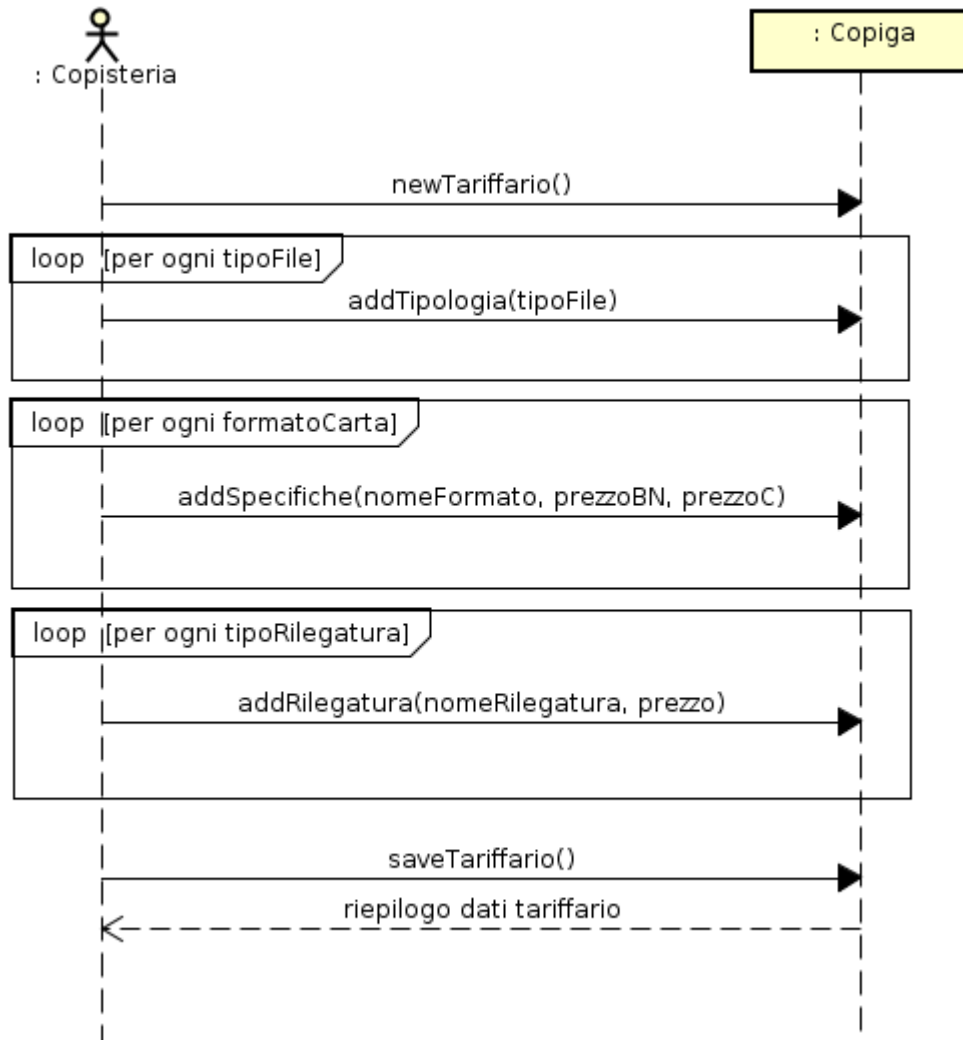 : Copisteria
: Copiga
newTariffario()
loop [per ogni tipoFile]
addTipologia(tipoFile)
loop [per ogni formatoCarta]
addSpecifiche(nomeFormato, prezzoBN, prezzoC)
loop [per ogni tipoRilegatura]
addRilegatura(nomeRilegatura, prezzo)
saveTariffario()
riepilogo dati tariffario